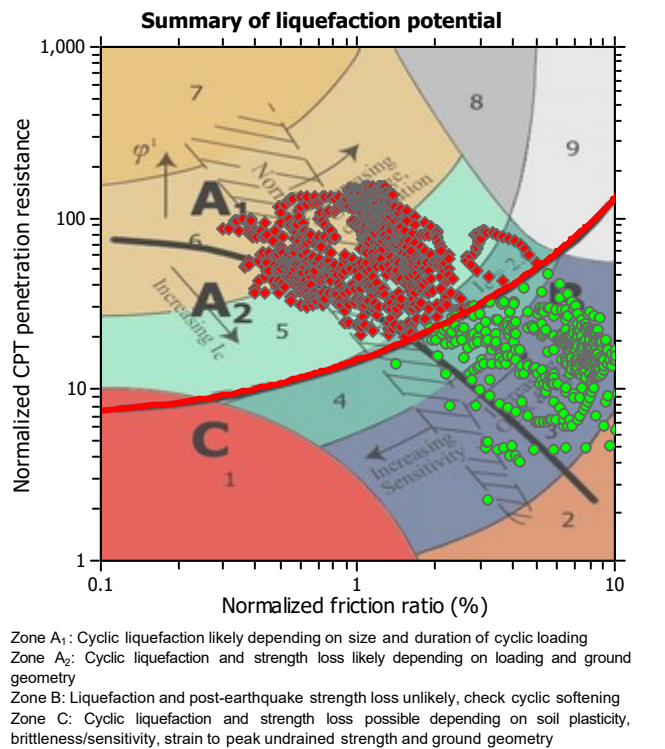 Summary of liquefaction potential
1,000
7
8
9
φ'
A1
100
6
A2
Increasing Ic
5
B
10
4
C
Increasing
Sensitivity
1
3
2
1
0.1
1
10
Normalized CPT penetration resistance
Normalized friction ratio (%)
Zone A1: Cyclic liquefaction likely depending on size and duration of cyclic loading
Zone A2: Cyclic liquefaction and strength loss likely depending on loading and ground
geometry
Zone B: Liquefaction and post-earthquake strength loss unlikely, check cyclic softening
Zone C: Cyclic liquefaction and strength loss possible depending on soil plasticity,
brittleness/sensitivity, strain to peak undrained strength and ground geometry